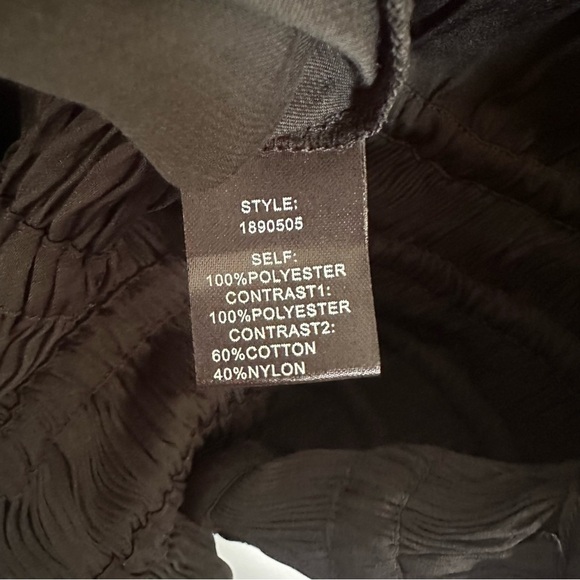 STYLE:
1890505
SELF:
100%POLYESTER
CONTRAST1:
100%POLYESTER
CONTRAST2:
60%COTTON
40%NYLON